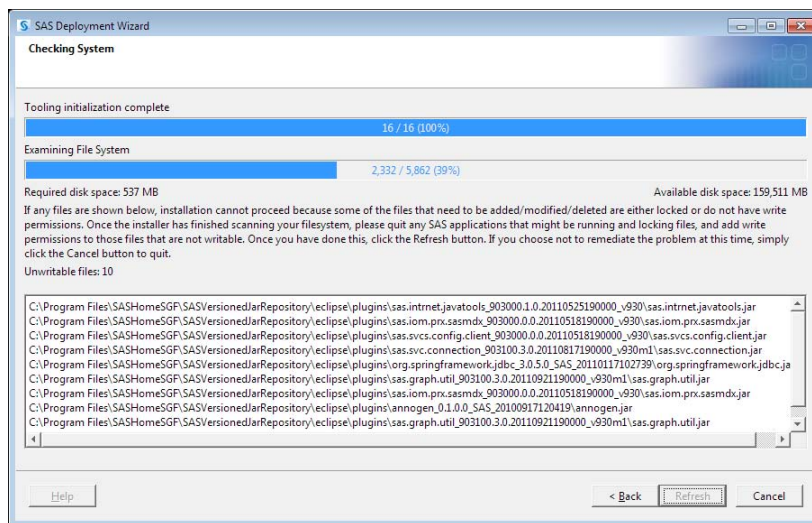 SAS Deployment Wizard
Checking System
Tooling initialization complete
16 / 16 (100%)
Examining File System
2,332 / 5,862 (39%)
Required disk space: 537 MB
Available disk space: 159,511 MB
If any files are shown below, installation cannot proceed because some of the files that need to be added/modified/deleted are either locked or do not have write
permissions. Once the installer has finished scanning your filesystem, please quit any SAS applications that might be running and locking files, and add write
permissions to those files that are not writable. Once you have done this, click the Refresh button. If you choose not to remediate the problem at this time, simply
click the Cancel button to quit.
Unwritable files: 10
C:\Program Files\SASHomeSGF\SASVersionedJarRepository\eclipse\plugins\sas.intrnet.javatools_903000.1.0.20110525190000_v930\sas.intrnet.javatools.jar
C:\Program Files\SASHomeSGF\SASVersionedJarRepository\eclipse\plugins\sas.iom.prx.sasmdx_903000.0.0.20110518190000_v930\sas.iom.prx.sasmdx.jar
C:\Program Files\SASHomeSGF\SASVersionedJarRepository\eclipse\plugins\sas.svcs.config.client_903000.0.0.20110518190000_v930\sas.svcs.config.client.jar
C:\Program Files\SASHomeSGF\SASVersionedJarRepository\eclipse\plugins\sas.svc.connection_903100.3.0.20110817190000_v930m1\sas.svc.connection.jar
C:\Program Files\SASHomeSGF\SASVersionedJarRepository\eclipse\plugins\org.springframework.jdbc_3.0.5.0_SAS_20110117102739\org.springframework.jdbc.ja
C:\Program Files\SASHomeSGF\SASVersionedJarRepository\eclipse\plugins\sas.graph.util_903100.3.0.20110921190000_v930m1\sas.graph.util.jar
C:\Program Files\SASHomeSGF\SASVersionedJarRepository\eclipse\plugins\sas.iom.prx.sasmdx_903000.0.0.20110518190000_v930\sas.iom.prx.sasmdx.jar
C:\Program Files\SASHomeSGF\SASVersionedJarRepository\eclipse\plugins\annogen_0.1.0.0_SAS_20100917120419\annogen.jar
C:\Program Files\SASHomeSGF\SASVersionedJarRepository\eclipse\plugins\sas.graph.util_903100.3.0.20110921190000_v930m1\sas.graph.util.jar
Help
< Back
Refresh
Cancel